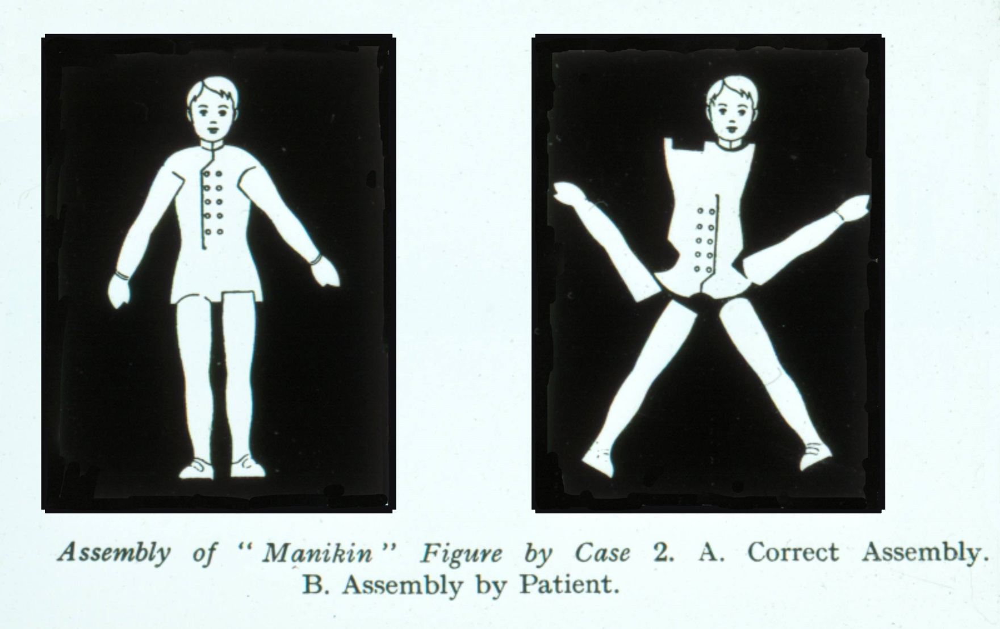 Assembly of “Manikin” Figure by Case 2. A. Correct Assembly.
B. Assembly by Patient.